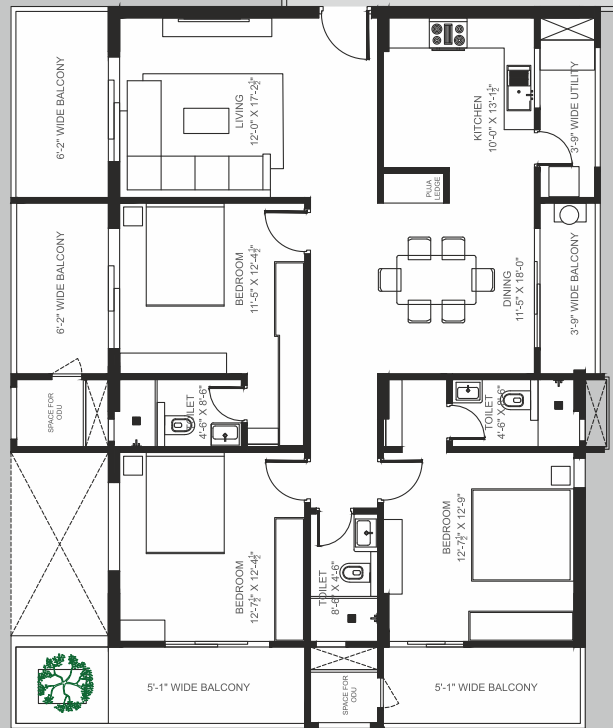 6'-2" WIDE BALCONY
LIVING
12'-0" X 17'-2½"
KITCHEN
10'-0" X 13'-1½"
3'-9" WIDE UTILITY
PUJA
LEDGE
6'-2" WIDE BALCONY
BEDROOM
11'-5" X 12'-4½"
DINING
11'-5" X 18'-0"
3'-9" WIDE BALCONY
SPACE FOR
ODU
TOILET
4'-6" X 8'-6"
TOILET
4'-6" X 8'-6"
BEDROOM
12'-7½" X 12'-4½"
TOILET
8'-6" X 4'-6"
BEDROOM
12'-7½" X 12'-9"
5'-1" WIDE BALCONY
SPACE FOR
ODU
5'-1" WIDE BALCONY